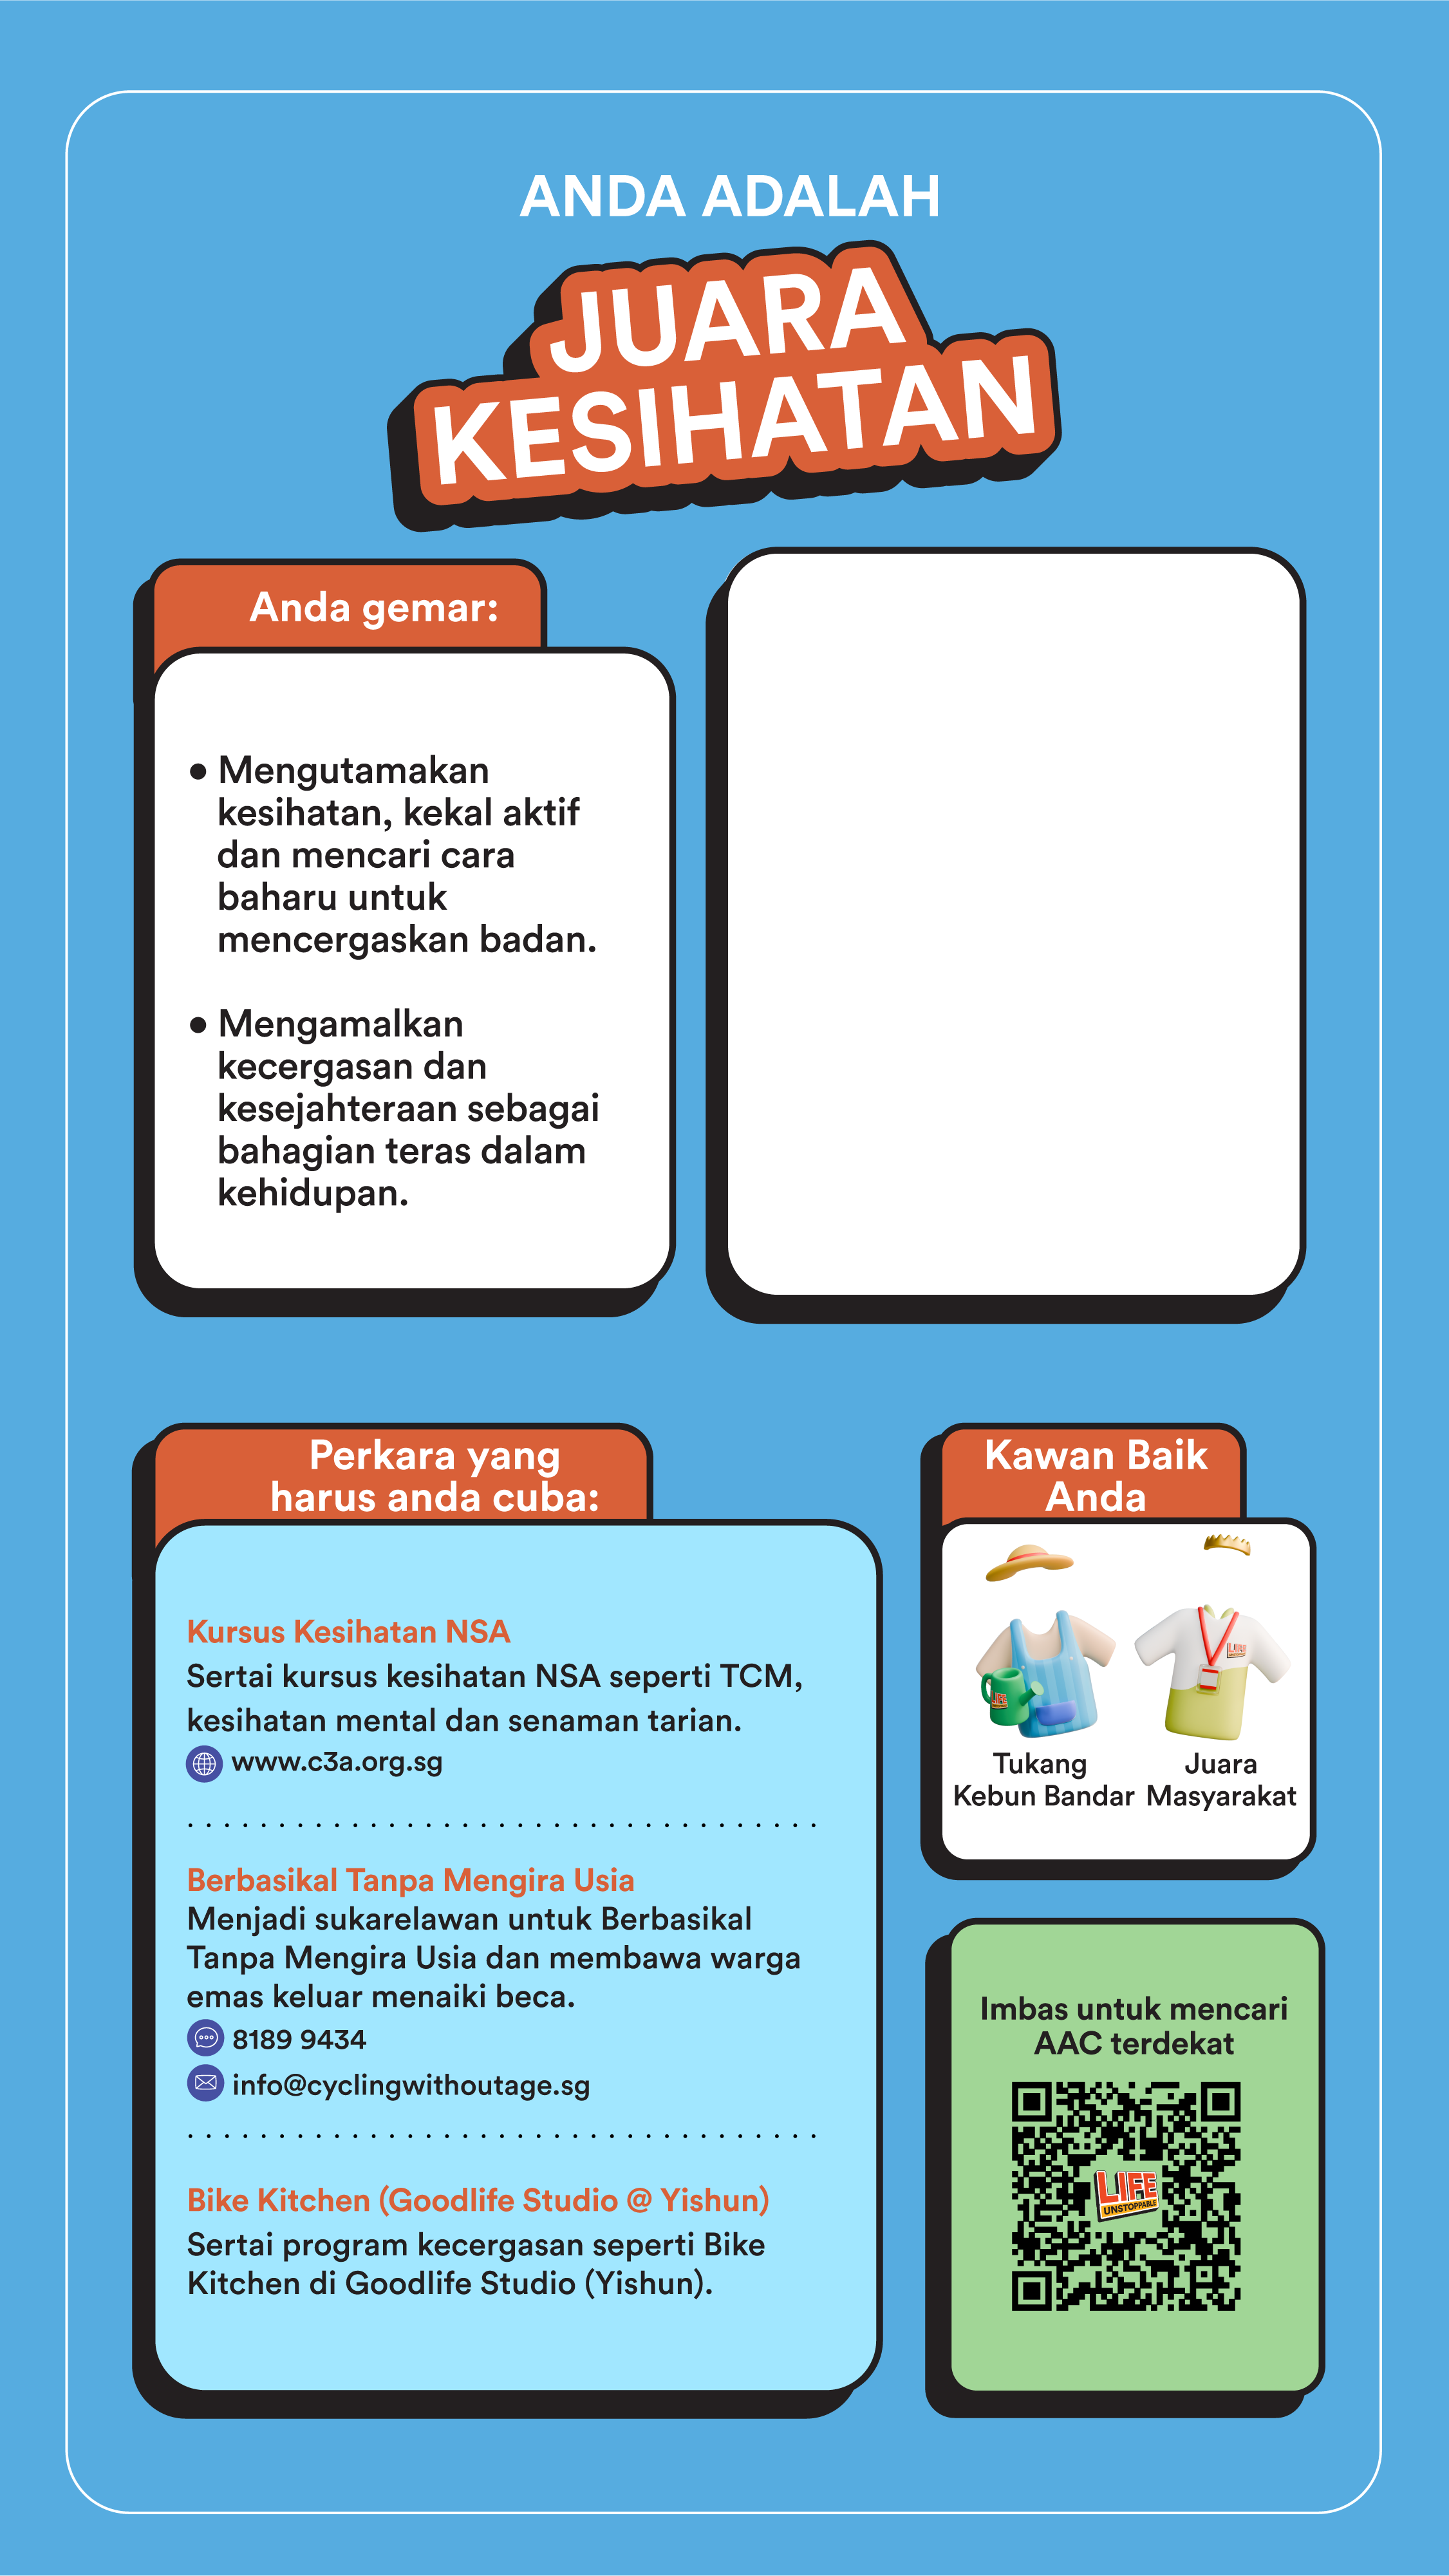 ANDA ADALAH
JUARA
KESIHATAN
Anda gemar:
• Mengutamakan
kesihatan, kekal aktif
dan mencari cara
baharu untuk
mencergaskan badan.
• Mengamalkan
kecergasan dan
kesejahteraan sebagai
bahagian teras dalam
kehidupan.
Perkara yang
harus anda cuba:
Kursus Kesihatan NSA
Sertai kursus kesihatan NSA seperti TCM,
kesihatan mental dan senaman tarian.
www.c3a.org.sg
Berbasikal Tanpa Mengira Usia
Menjadi sukarelawan untuk Berbasikal
Tanpa Mengira Usia dan membawa warga
emas keluar menaiki beca.
8189 9434
info@cyclingwithoutage.sg
Bike Kitchen (Goodlife Studio @ Yishun)
Sertai program kecergasan seperti Bike
Kitchen di Goodlife Studio (Yishun).
Kawan Baik
Anda
LIFE
LIFE
Tukang
Kebun Bandar
Juara
Masyarakat
Imbas untuk mencari
AAC terdekat
LIFE
UNSTOPPABLE